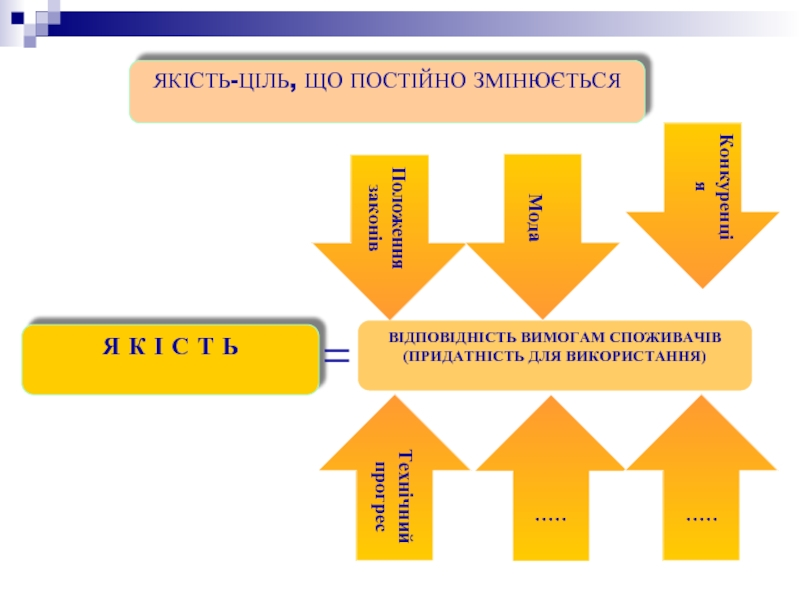 ЯКІСТЬ-ЦІЛЬ, ЩО ПОСТІЙНО ЗМІНЮЄТЬСЯ
Положення
законів
Мода
Конкуренці
я
Я К І С Т Ь
=
ВІДПОВІДНІСТЬ ВИМОГАМ СПОЖИВАЧІВ
(ПРИДАТНІСТЬ ДЛЯ ВИКОРИСТАННЯ)
Технічний
прогрес
.....
.....